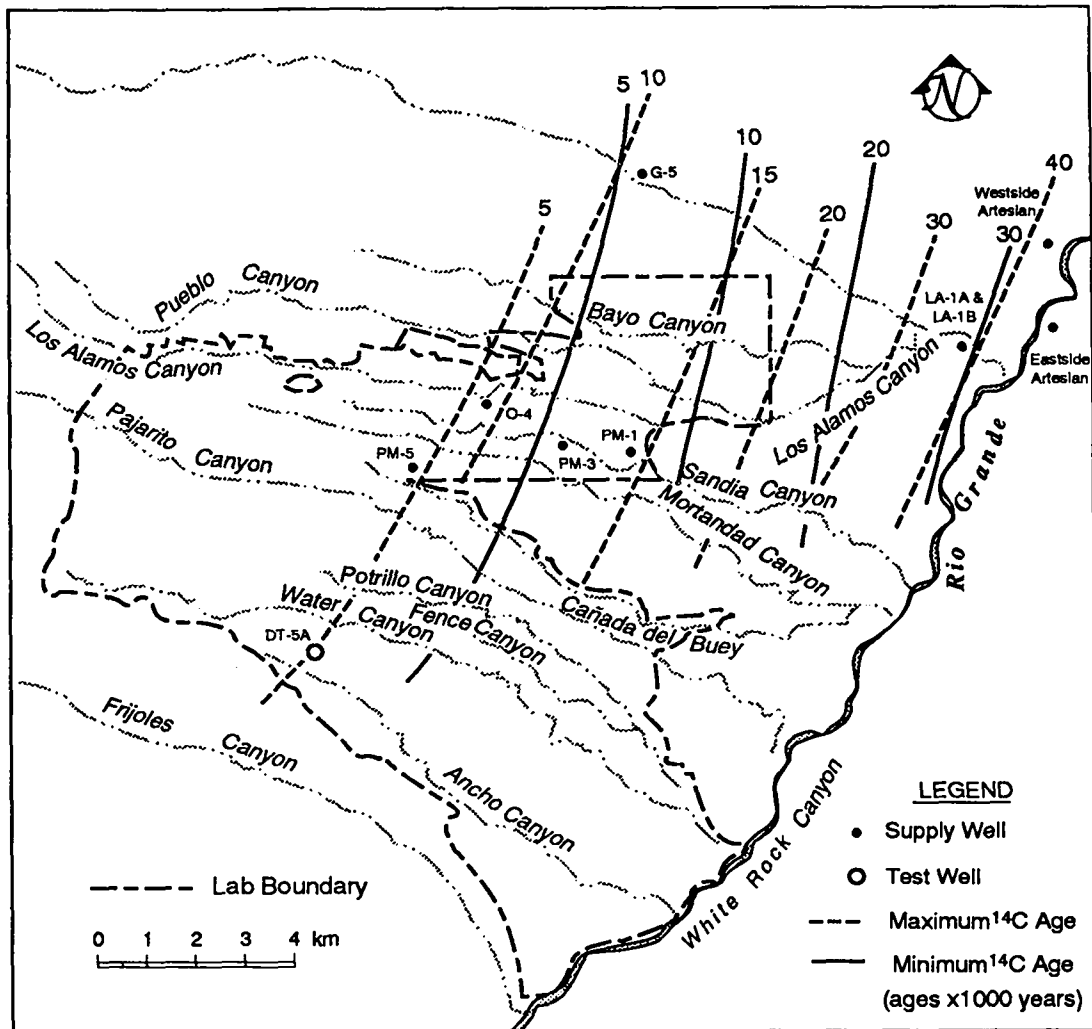 N
5
10
G-5
10
20
40
Westside
Artesian
15
5
20
30
30
Pueblo Canyon
Bayo Canyon
LA-1A &
LA-1B
Los Alamos Canyon
Los Alamos Canyon
Eastside
Artesian
O-4
Pajarito Canyon
PM-5
PM-3
PM-1
Sandia Canyon
Mortandad Canyon
Rio Grande
Potrillo Canyon
Water Canyon
Fence Canyon
Cañada del Buey
DT-5A
Frijoles Canyon
Ancho Canyon
White Rock Canyon
LEGEND
Supply Well
Test Well
Maximum 14C Age
Minimum 14C Age
(ages x1000 years)
Lab Boundary
0 1 2 3 4 km